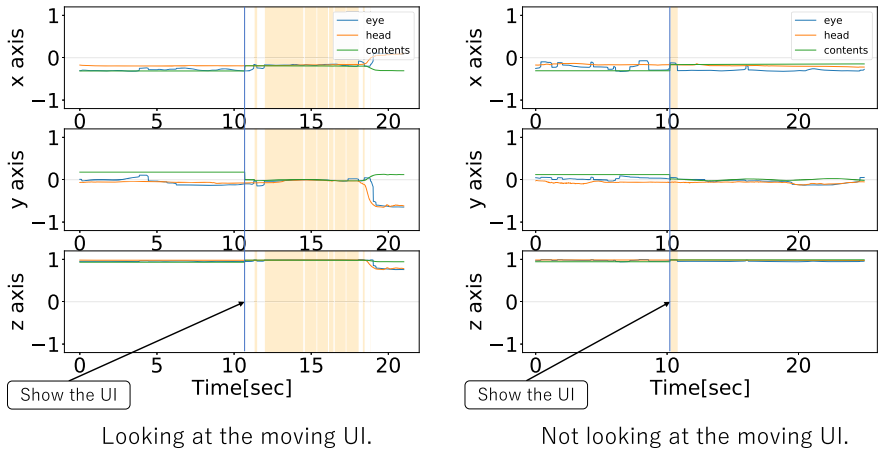 x axis
1
0
−1
0 5 10 15 20
eye
head
contents
y axis
1
0
−1
0 5 10 15 20
z axis
1
0
−1
0 5 10 15 20
Time[sec]
Show the UI
Looking at the moving UI.
x axis
1
0
−1
0 10 20
eye
head
contents
y axis
1
0
−1
0 10 20
z axis
1
0
−1
0 10 20
Time[sec]
Show the UI
Not looking at the moving UI.